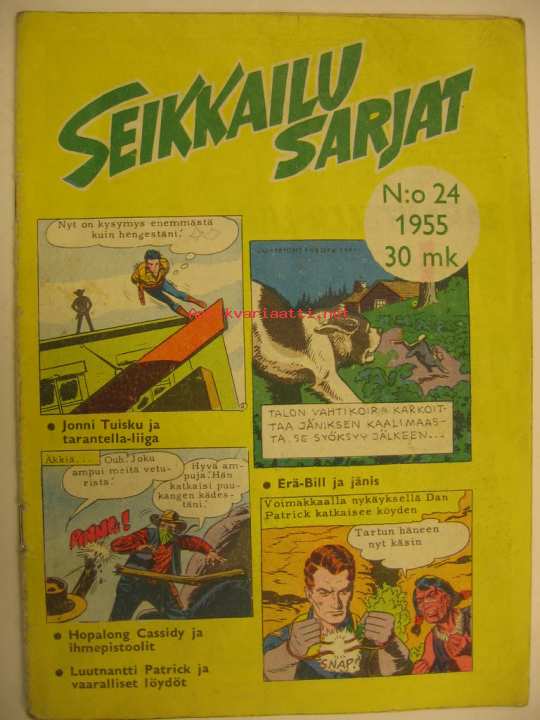 SEIKKAILU
SARJAT
N:o 24
1955
30 mk
Nyt on kysymys enemmästä
kuin hengestäni.
antikvariaatti.net
TALON VAHTIKOIRA KARKOIT-
TAA JÄNIKSEN KAALIMAAS-
TA. SE SYÖKSYY JÄLKEEN...
• Jonni Tuisku ja
tarantella-liiga
• Erä-Bill ja jänis
Äkkiä...
Ouh! Joku
ampui meitä vetu-
rista!
Hyvä am-
puja. Hän
katkaisi puu-
kangen kädes-
täni.
PINNNG!
Voimakkaalla nykäyksellä Dan
Patrick katkaisee köyden
Tartun häneen
nyt käsin
SNAP!
• Hopalong Cassidy ja
ihmepistoolit
• Luutnantti Patrick ja
vaaralliset löydöt